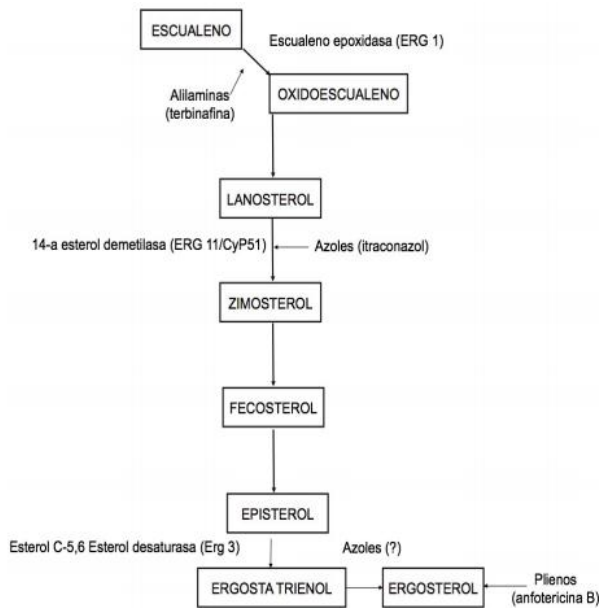 ESCUALENO
Escualeno epoxidasa (ERG 1)
Alilaminas
(terbinafina)
OXIDOESCUALENO
LANOSTEROL
14-a esterol demetilasa (ERG 11/CyP51)
Azoles (itraconazol)
ZIMOSTEROL
FECOSTEROL
EPISTEROL
Esterol C-5,6 Esterol desaturasa (Erg 3)
Azoles (?)
ERGOSTA TRIENOL
ERGOSTEROL
Plienos
(anfotericina B)